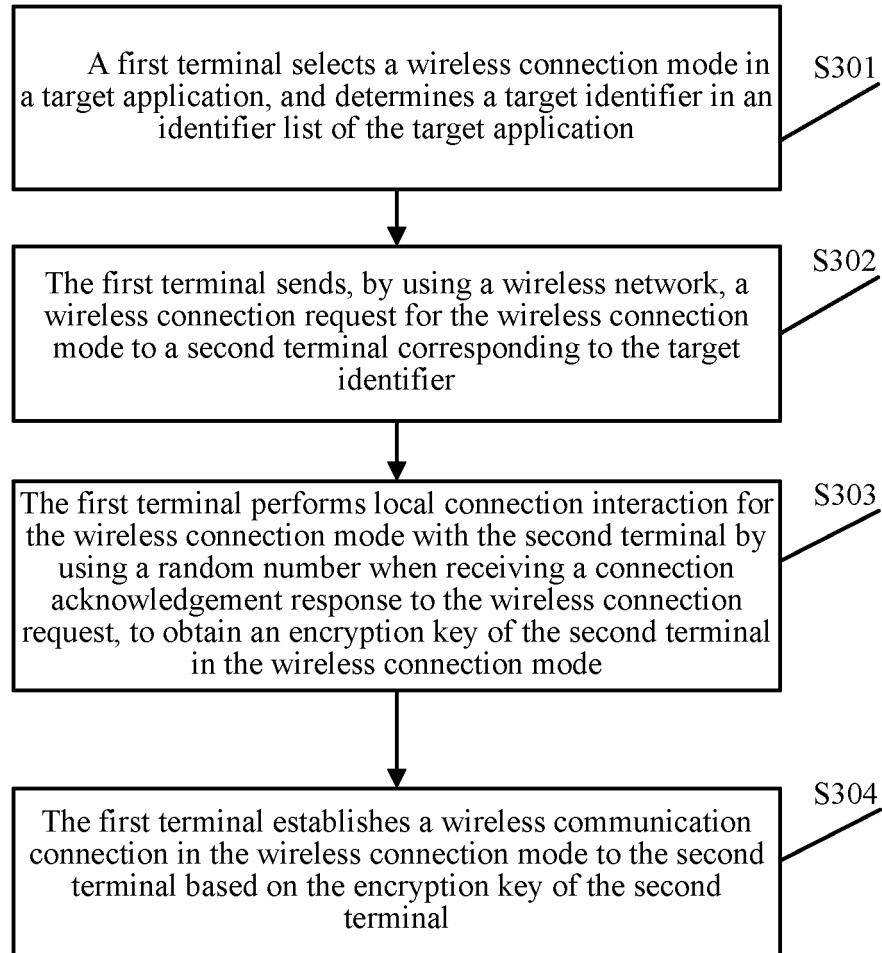 A first terminal selects a wireless connection mode in
a target application, and determines a target identifier in an
identifier list of the target application
S301
The first terminal sends, by using a wireless network, a
wireless connection request for the wireless connection
mode to a second terminal corresponding to the target
identifier
S302
The first terminal performs local connection interaction for
the wireless connection mode with the second terminal by
using a random number when receiving a connection
acknowledgement response to the wireless connection
request, to obtain an encryption key of the second terminal
in the wireless connection mode
S303
The first terminal establishes a wireless communication
connection in the wireless connection mode to the second
terminal based on the encryption key of the second
terminal
S304